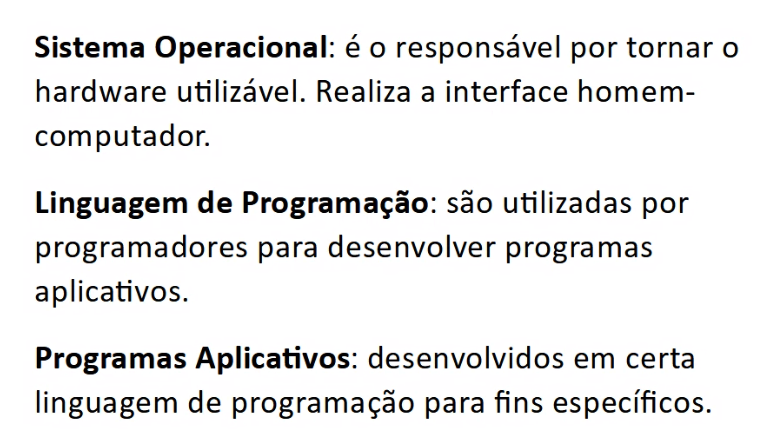 Sistema Operacional: é o responsável por tornar o
hardware utilizável. Realiza a interface homem-
computador.
Linguagem de Programação: são utilizadas por
programadores para desenvolver programas
aplicativos.
Programas Aplicativos: desenvolvidos em certa
linguagem de programação para fins específicos.